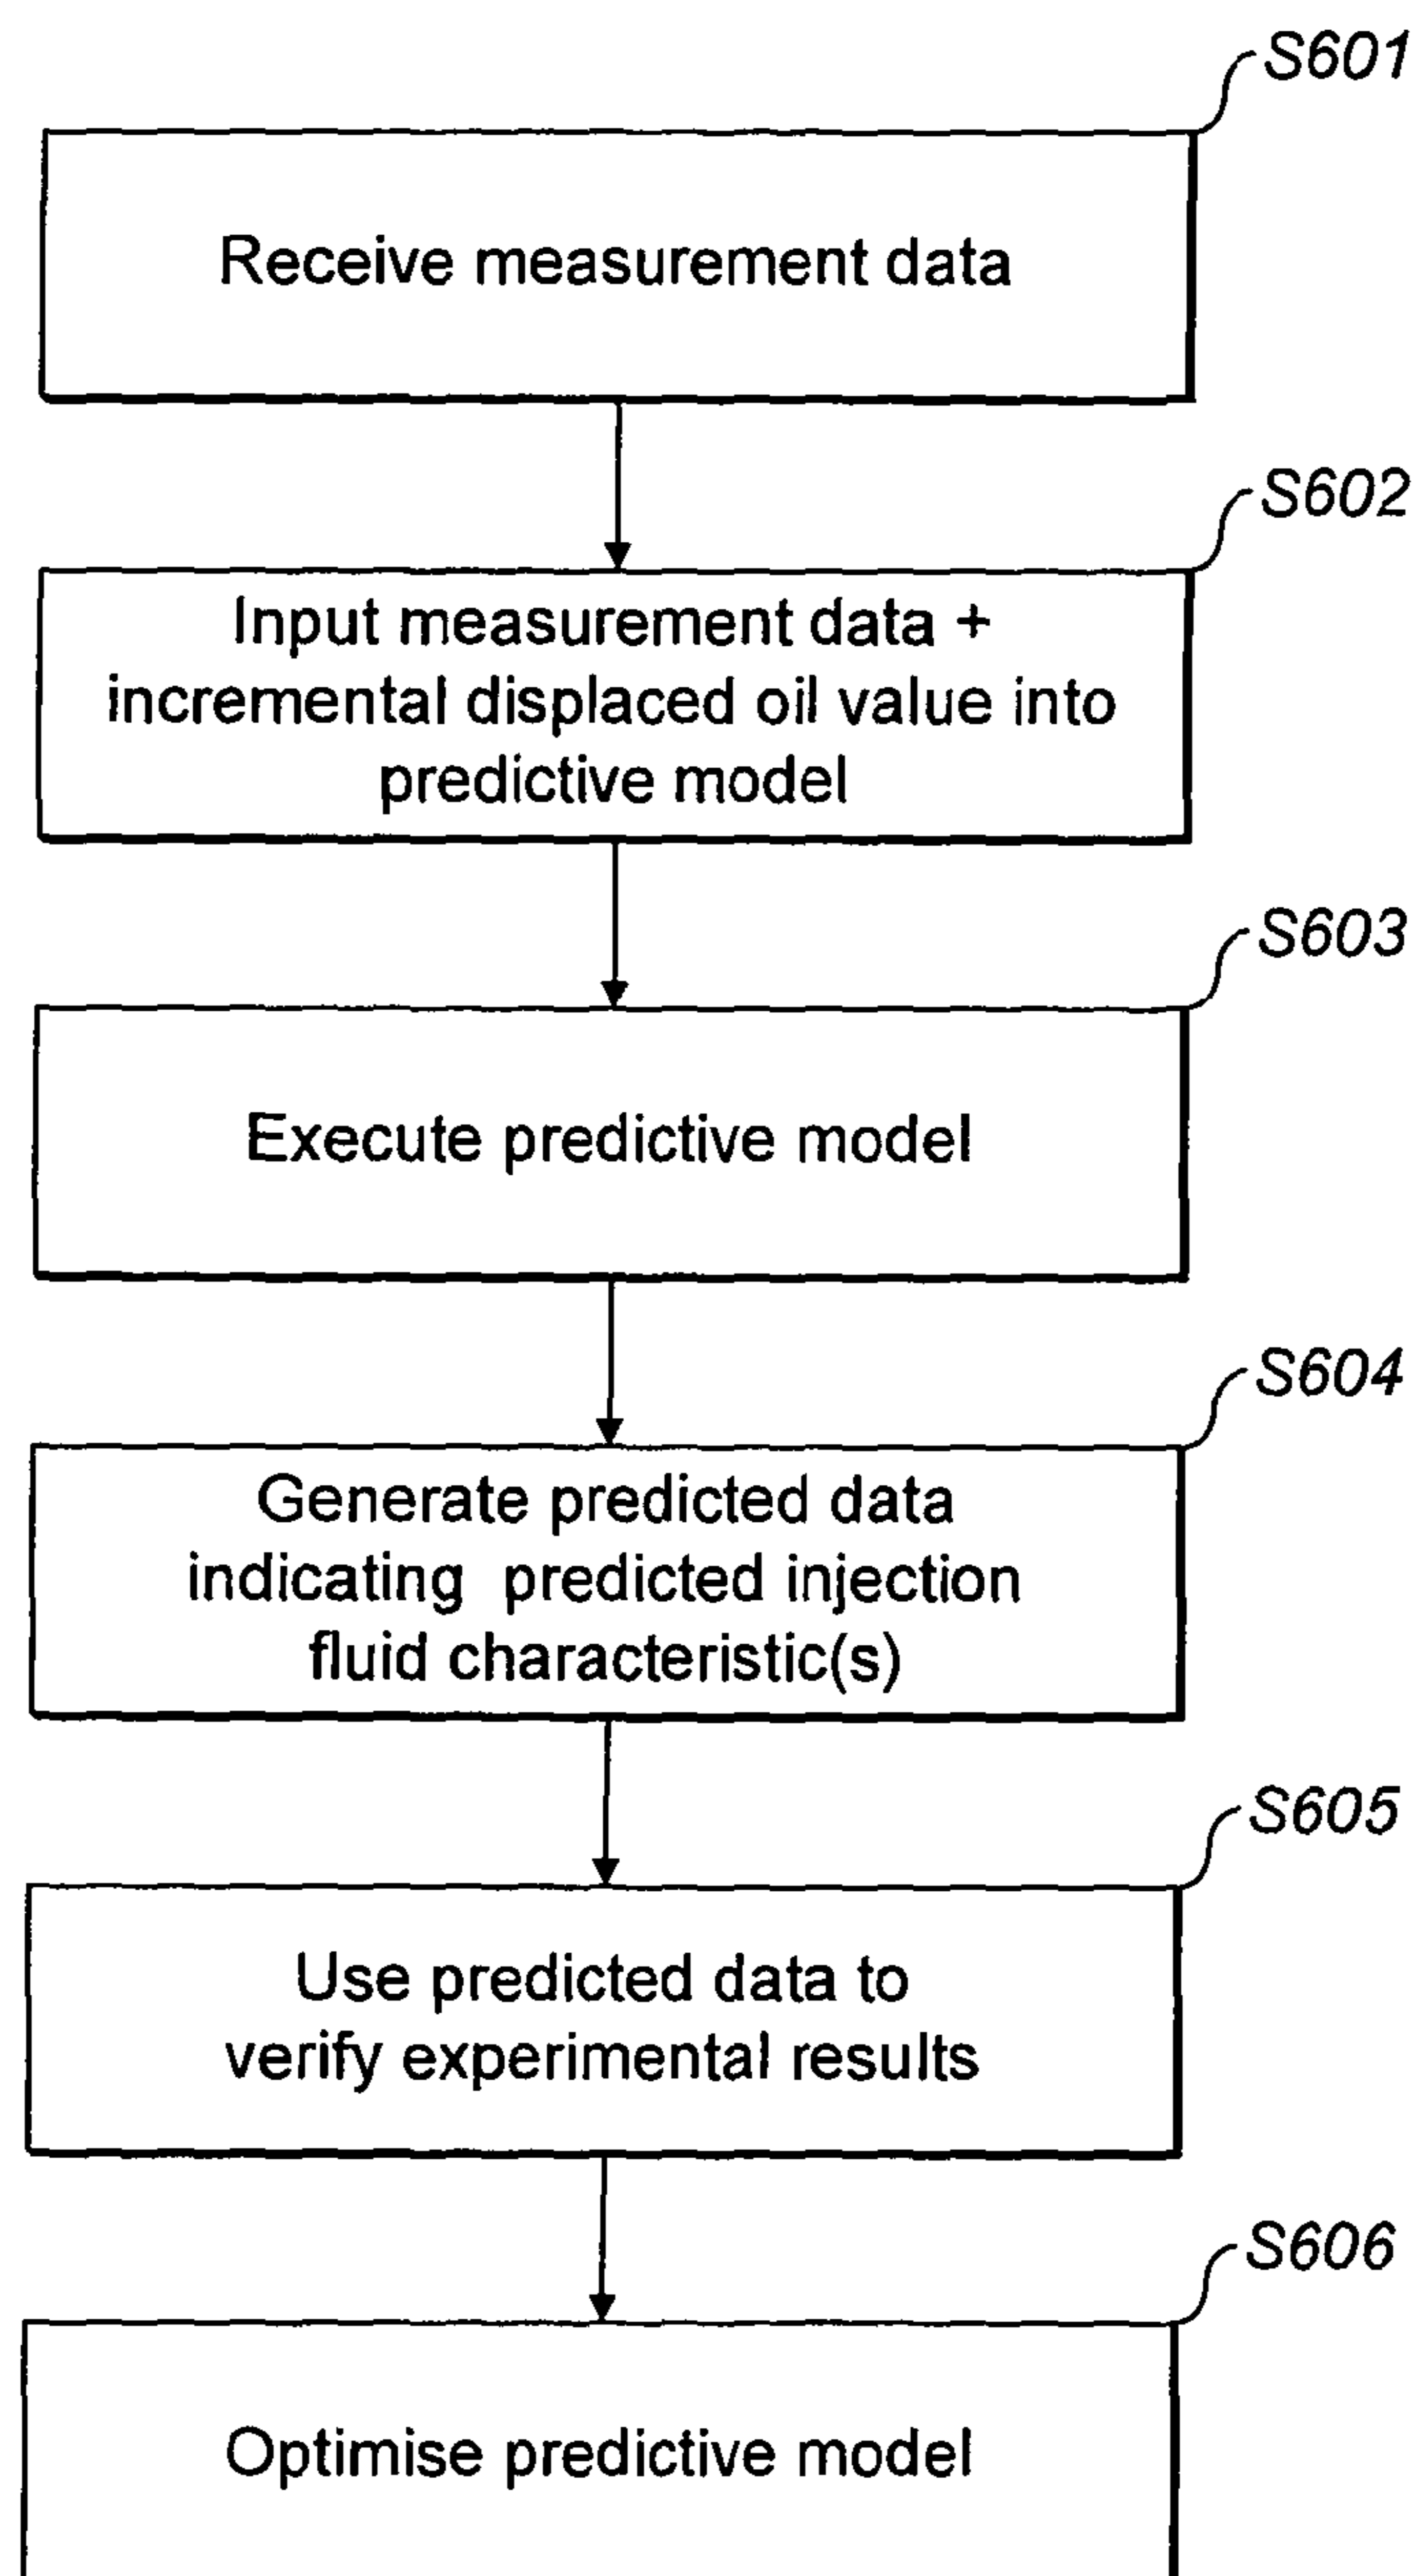 S601
Receive measurement data
S602
Input measurement data +
incremental displaced oil value into
predictive model
S603
Execute predictive model
S604
Generate predicted data
indicating predicted injection
fluid characteristic(s)
S605
Use predicted data to
verify experimental results
S606
Optimise predictive model